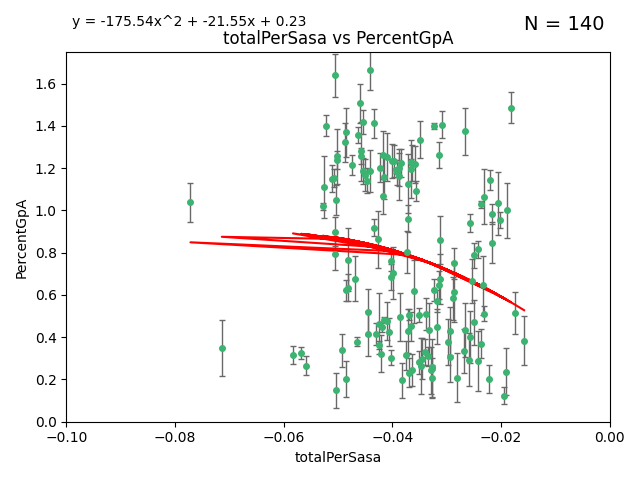 y = -175.54x^2 + -21.55x + 0.23
N = 140
totalPerSasa vs PercentGpA
1.6
1.4
1.2
1.0
0.8
0.6
0.4
0.2
0.0
PercentGpA
−0.10 −0.08 −0.06 −0.04 −0.02 0.00
totalPerSasa